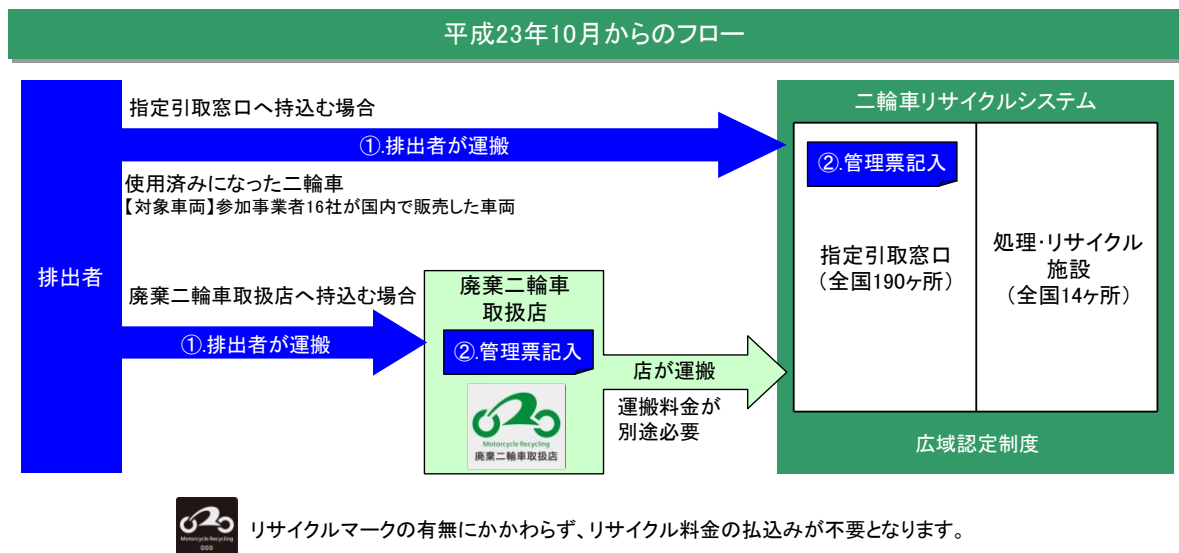 平成23年10月からのフロー
排出者
指定引取窓口へ持込む場合
①.排出者が運搬
使用済みになった二輪車
【対象車両】参加事業者16社が国内で販売した車両
廃棄二輪車取扱店へ持込む場合
①.排出者が運搬
廃棄二輪車
取扱店
②.管理票記入
Motorcycle Recycling
廃棄二輪車取扱店
店が運搬
運搬料金が
別途必要
二輪車リサイクルシステム
②.管理票記入
指定引取窓口
(全国190ヶ所)
処理・リサイクル
施設
(全国14ヶ所)
広域認定制度
Motorcycle Recycling
000
リサイクルマークの有無にかかわらず、リサイクル料金の払込みが不要となります。